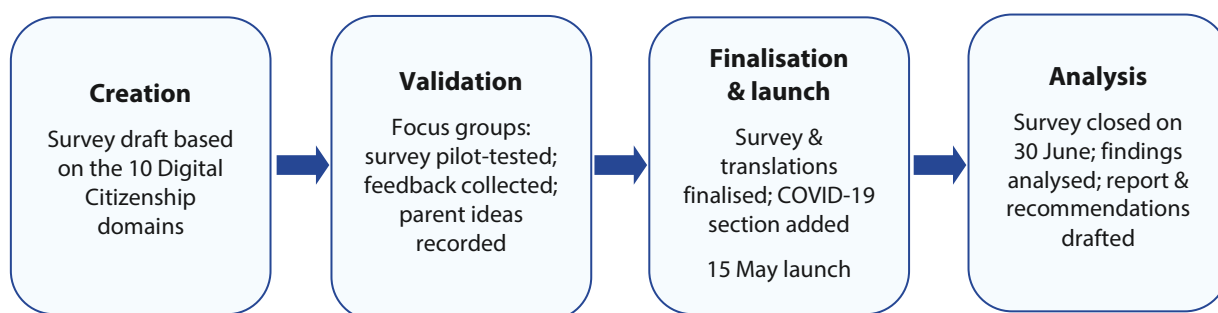 Creation
Survey draft based
on the 10 Digital
Citizenship
domains
Validation
Focus groups:
survey pilot-tested;
feedback collected;
parent ideas
recorded
Finalisation
& launch
Survey &
translations
finalised; COVID-19
section added
15 May launch
Analysis
Survey closed on
30 June; findings
analysed; report &
recommendations
drafted